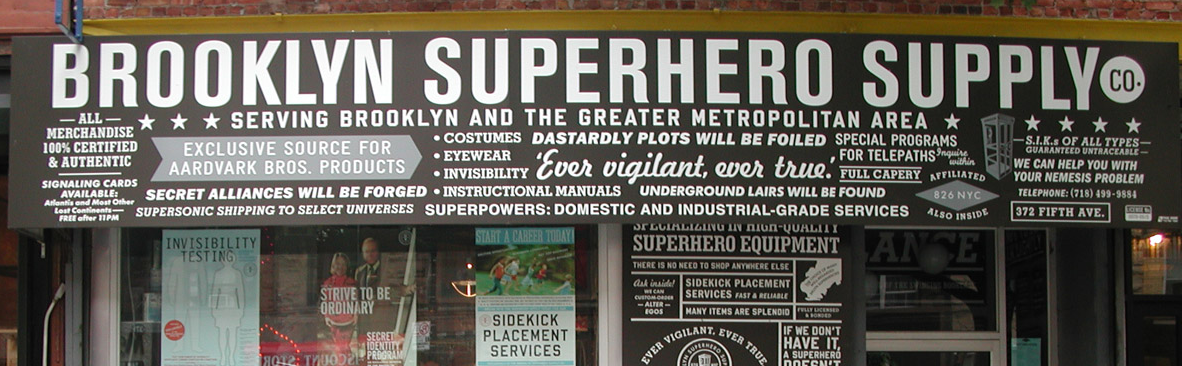 BROOKLYN SUPERHERO SUPPLY CO.
SERVING BROOKLYN AND THE GREATER METROPOLITAN AREA
ALL
MERCHANDISE
100% CERTIFIED
& AUTHENTIC
SIGNALING CARDS
AVAILABLE:
Atlantis and Most Other
Lost Continents—
FREE after 11PM
EXCLUSIVE SOURCE FOR
AARDVARK BROS. PRODUCTS
SECRET ALLIANCES WILL BE FORGED
SUPERSONIC SHIPPING TO SELECT UNIVERSES
• COSTUMES
• EYEWEAR
• INVISIBILITY
• INSTRUCTIONAL MANUALS
DASTARDLY PLOTS WILL BE FOILED
'Ever vigilant, ever true.'
UNDERGROUND LAIRS WILL BE FOUND
SUPERPOWERS: DOMESTIC AND INDUSTRIAL-GRADE SERVICES
SPECIAL PROGRAMS
FOR TELEPATHS
Inquire
within
FULL CAPERY
AFFILIATED
826 NYC
ALSO INSIDE
S.I.K.s OF ALL TYPES
GUARANTEED UNTRACEABLE
WE CAN HELP YOU WITH
YOUR NEMESIS PROBLEM
TELEPHONE: (718) 499-9884
372 FIFTH AVE.
INVISIBILITY
TESTING
STRIVE TO BE
ORDINARY
SECRET
IDENTITY
PROGRAM
START A CAREER TODAY!
SIDEKICK
PLACEMENT
SERVICES
SPECIALIZING IN HIGH-QUALITY
SUPERHERO EQUIPMENT
THERE IS NO NEED TO SHOP ANYWHERE ELSE
Ask inside!
WE CAN
CUSTOM-ORDER
ALTER
EGOS
SIDEKICK PLACEMENT
SERVICES FAST & RELIABLE
MANY ITEMS ARE SPLENDID
FULLY LICENSED
& BONDED
EVER VIGILANT, EVER TRUE
IF WE DON'T
HAVE IT,
A SUPERHERO
DOESN'T